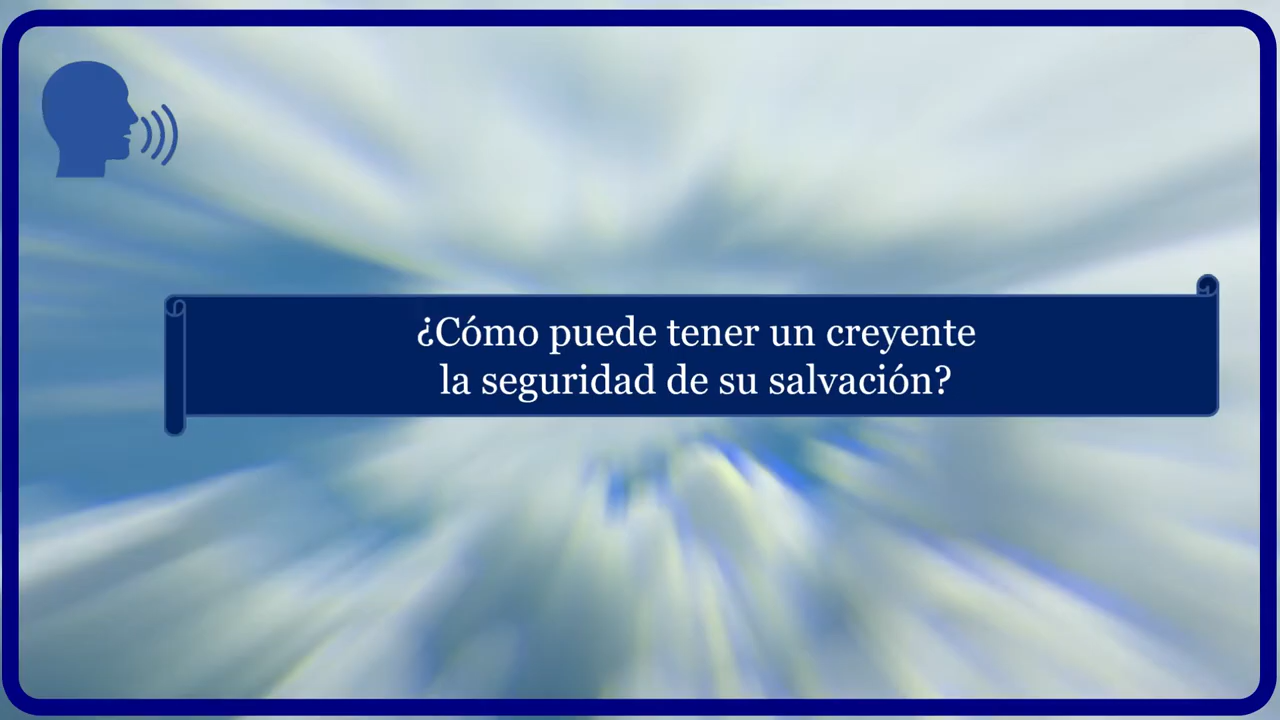 ¿Cómo puede tener un creyente
la seguridad de su salvación?